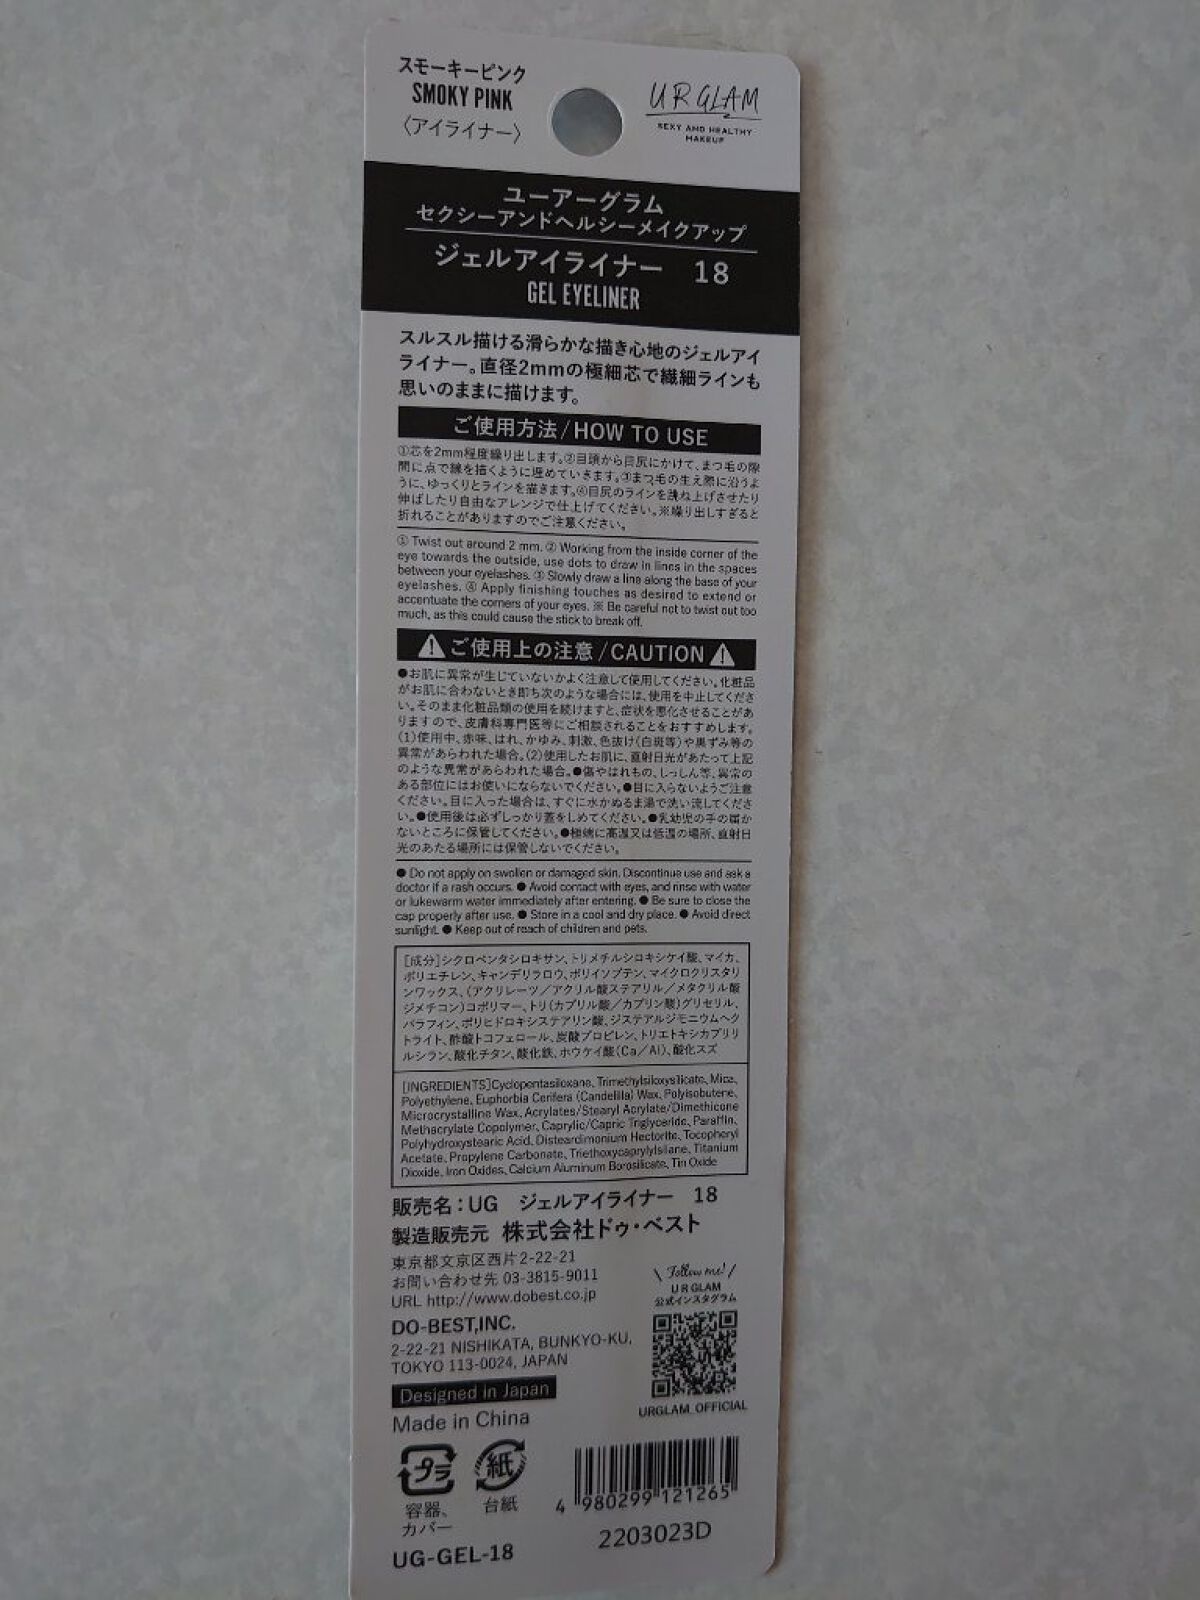 スモーキーピンク
SMOKY PINK
〈アイライナー〉
UR GLAM
SEXY AND HEALTHY
MAKEUP
ユーアーグラム
セクシーアンドヘルシーメイクアップ
ジェルアイライナー 18
GEL EYELINER
スルスル描ける滑らかな描き心地のジェルアイ
ライナー。直径2mmの極細芯で繊細ラインも
思いのままに描けます。
ご使用方法/HOW TO USE
①芯を2mm程度繰り出します。②目頭から目尻にかけて、まつ毛の隙
間に点で線を描くように埋めていきます。③まつ毛の生え際に沿うよ
うに、ゆっくりとラインを描きます。④目尻のラインを跳ね上げさせたり
伸ばしたり自由なアレンジで仕上げてください。※繰り出しすぎると
折れることがありますのでご注意ください。
① Twist out around 2 mm. ② Working from the inside corner of the
eye towards the outside, use dots to draw in lines in the spaces
between your eyelashes. ③ Slowly draw a line along the base of your
eyelashes. ④ Apply finishing touches as desired to extend or
accentuate the corners of your eyes. ※ Be careful not to twist out too
much, as this could cause the stick to break off.
ご使用上の注意/CAUTION
●お肌に異常が生じていないかよく注意して使用してください。化粧品
がお肌に合わないとき即ち次のような場合には、使用を中止してくださ
い。そのまま化粧品類の使用を続けますと、症状を悪化させることがあ
りますので、皮膚科専門医等にご相談されることをおすすめします。
(1)使用中、赤味、はれ、かゆみ、刺激、色抜け(白斑等)や黒ずみ等の
異常があらわれた場合。(2)使用したお肌に、直射日光があたって上記
のような異常があらわれた場合。●傷やはれもの、しっしん等、異常の
ある部位にはお使いにならないでください。●目に入らないようご注意
ください。目に入った場合は、すぐに水かぬるま湯で洗い流してくださ
い。●使用後は必ずしっかり蓋をしめてください。●乳幼児の手の届か
ないところに保管してください。●極端に高温又は低温の場所、直射日
光のあたる場所には保管しないでください。
● Do not apply on swollen or damaged skin. Discontinue use and ask a
doctor if a rash occurs. ● Avoid contact with eyes, and rinse with water
or lukewarm water immediately after entering. ● Be sure to close the
cap properly after use. ● Store in a cool and dry place. ● Avoid direct
sunlight. ● Keep out of reach of children and pets.
[成分]シクロペンタシロキサン、トリメチルシロキシケイ酸、マイカ、
ポリエチレン、キャンデリラロウ、ポリイソブテン、マイクロクリスタリ
ンワックス、(アクリレーツ/アクリル酸ステアリル/メタクリル酸
ジメチコン)コポリマー、トリ(カプリル酸/カプリン酸)グリセリル、
パラフィン、ポリヒドロキシステアリン酸、ジステアルジモニウムヘク
トライト、酢酸トコフェロール、炭酸プロピレン、トリエトキシカプリリ
ルシラン、酸化チタン、酸化鉄、ホウケイ酸(Ca/Al)、酸化スズ
[INGREDIENTS]Cyclopentasiloxane, Trimethylsiloxysilicate, Mica,
Polyethylene, Euphorbia Cerifera (Candelilla) Wax, Polyisobutene,
Microcrystalline Wax, Acrylates/Stearyl Acrylate/Dimethicone
Methacrylate Copolymer, Caprylic/Capric Triglyceride, Paraffin,
Polyhydroxystearic Acid, Disteardimonium Hectorite, Tocopheryl
Acetate, Propylene Carbonate, Triethoxycaprylylsilane, Titanium
Dioxide, Iron Oxides, Calcium Aluminum Borosilicate, Tin Oxide
販売名:UG ジェルアイライナー 18
製造販売元 株式会社ドゥ・ベスト
東京都文京区西片2-22-21
お問い合わせ先 03-3815-9011
URL http://www.dobest.co.jp
DO-BEST,INC.
2-22-21 NISHIKATA, BUNKYO-KU,
TOKYO 113-0024, JAPAN
Designed in Japan
Made in China
\ Follow me! /
UR GLAM
公式インスタグラム
URGLAM_OFFICIAL
プラ
容器、
カバー
紙
台紙
4 980299 121265
2203023D
UG-GEL-18